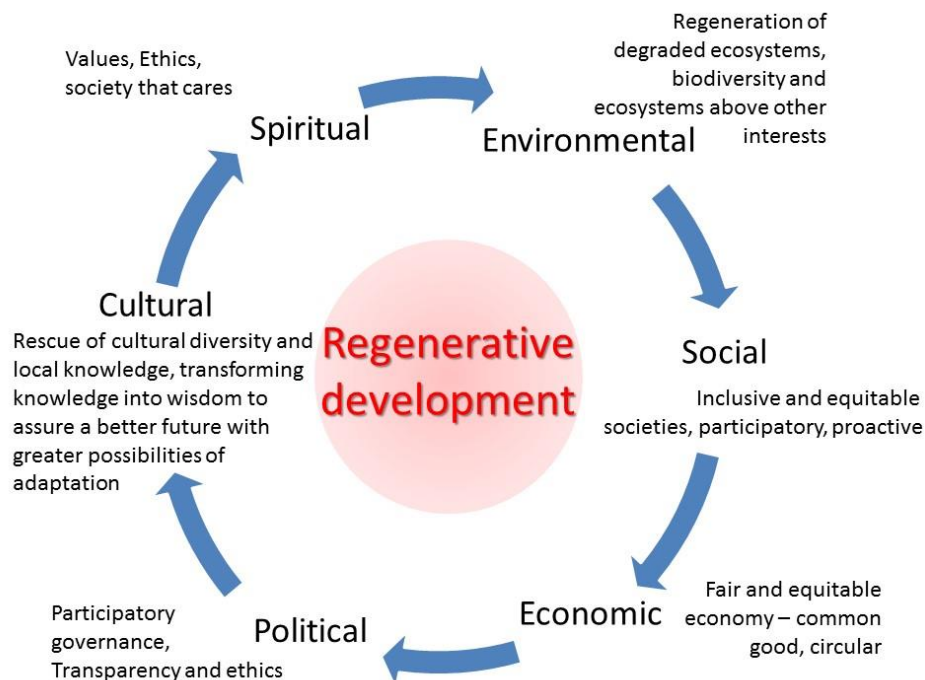 Values, Ethics,
society that cares
Spiritual
Regeneration of
degraded ecosystems,
biodiversity and
ecosystems above other
interests
Environmental
Social
Inclusive and equitable
societies, participatory, proactive
Fair and equitable
economy – common
good, circular
Economic
Political
Participatory
governance,
Transparency and ethics
Cultural
Rescue of cultural diversity and
local knowledge, transforming
knowledge into wisdom to
assure a better future with
greater possibilities of
adaptation
Regenerative
development